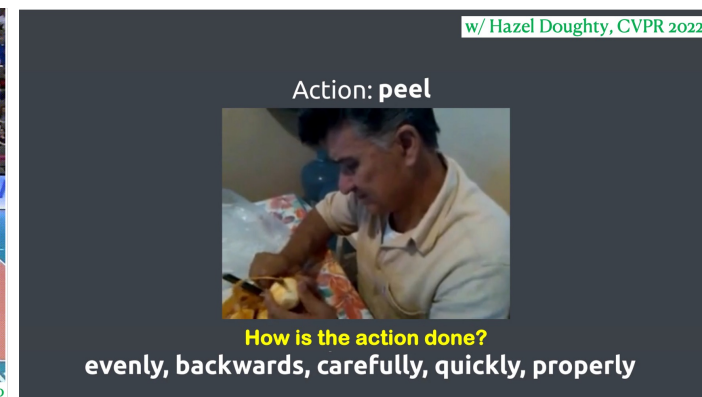 w/ Hazel Doughty, CVPR 2022
Action: peel
How is the action done?
evenly, backwards, carefully, quickly, properly